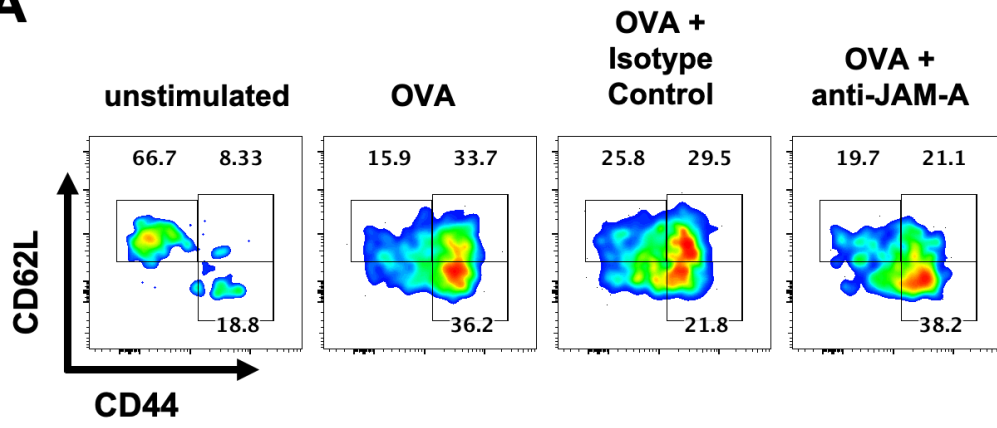 A
OVA +
Isotype
Control
OVA +
anti-JAM-A
unstimulated
OVA
66.7 8.33
15.9 33.7
25.8 29.5
19.7 21.1
18.8
36.2
21.8
38.2
CD62L
CD44